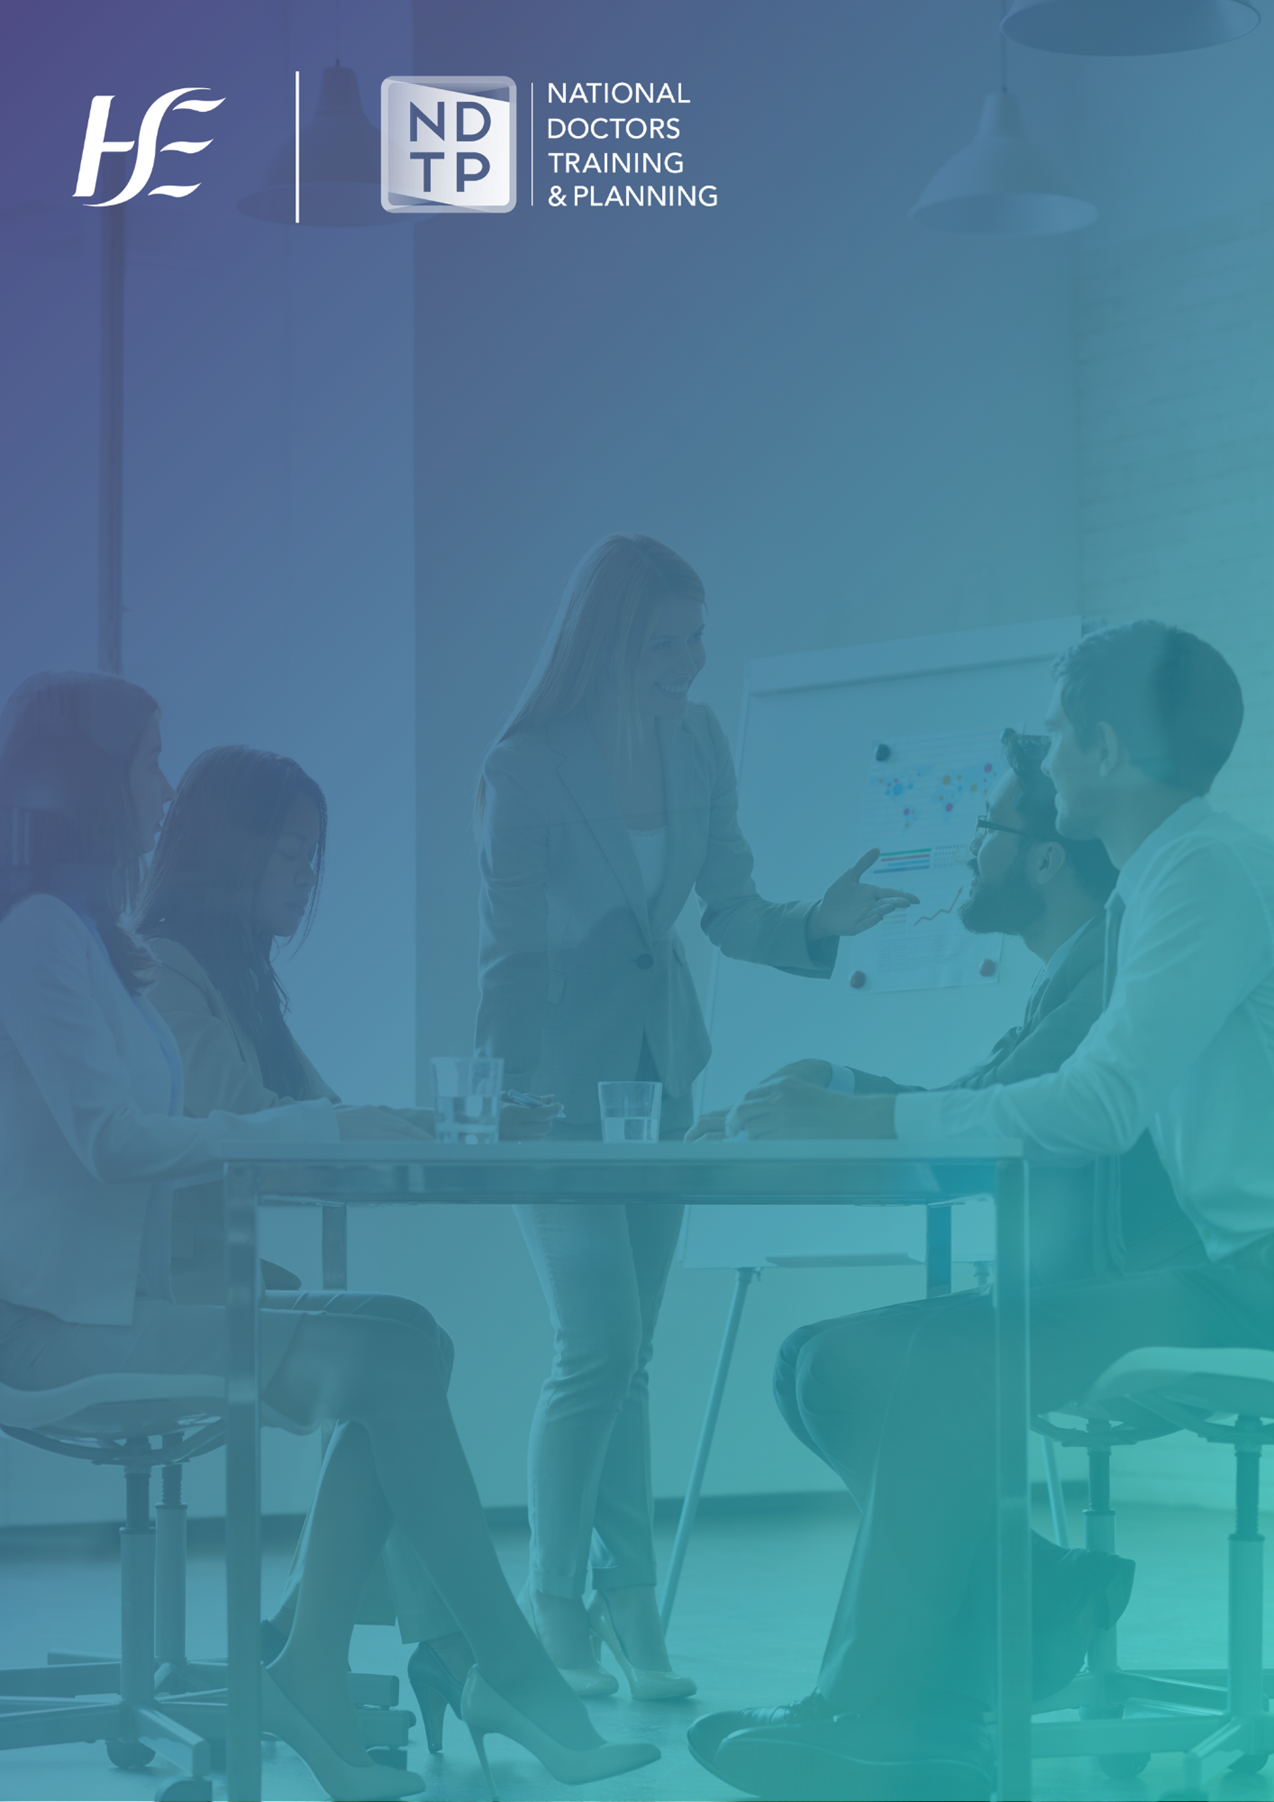 HSE
ND
TP
NATIONAL
DOCTORS
TRAINING
& PLANNING